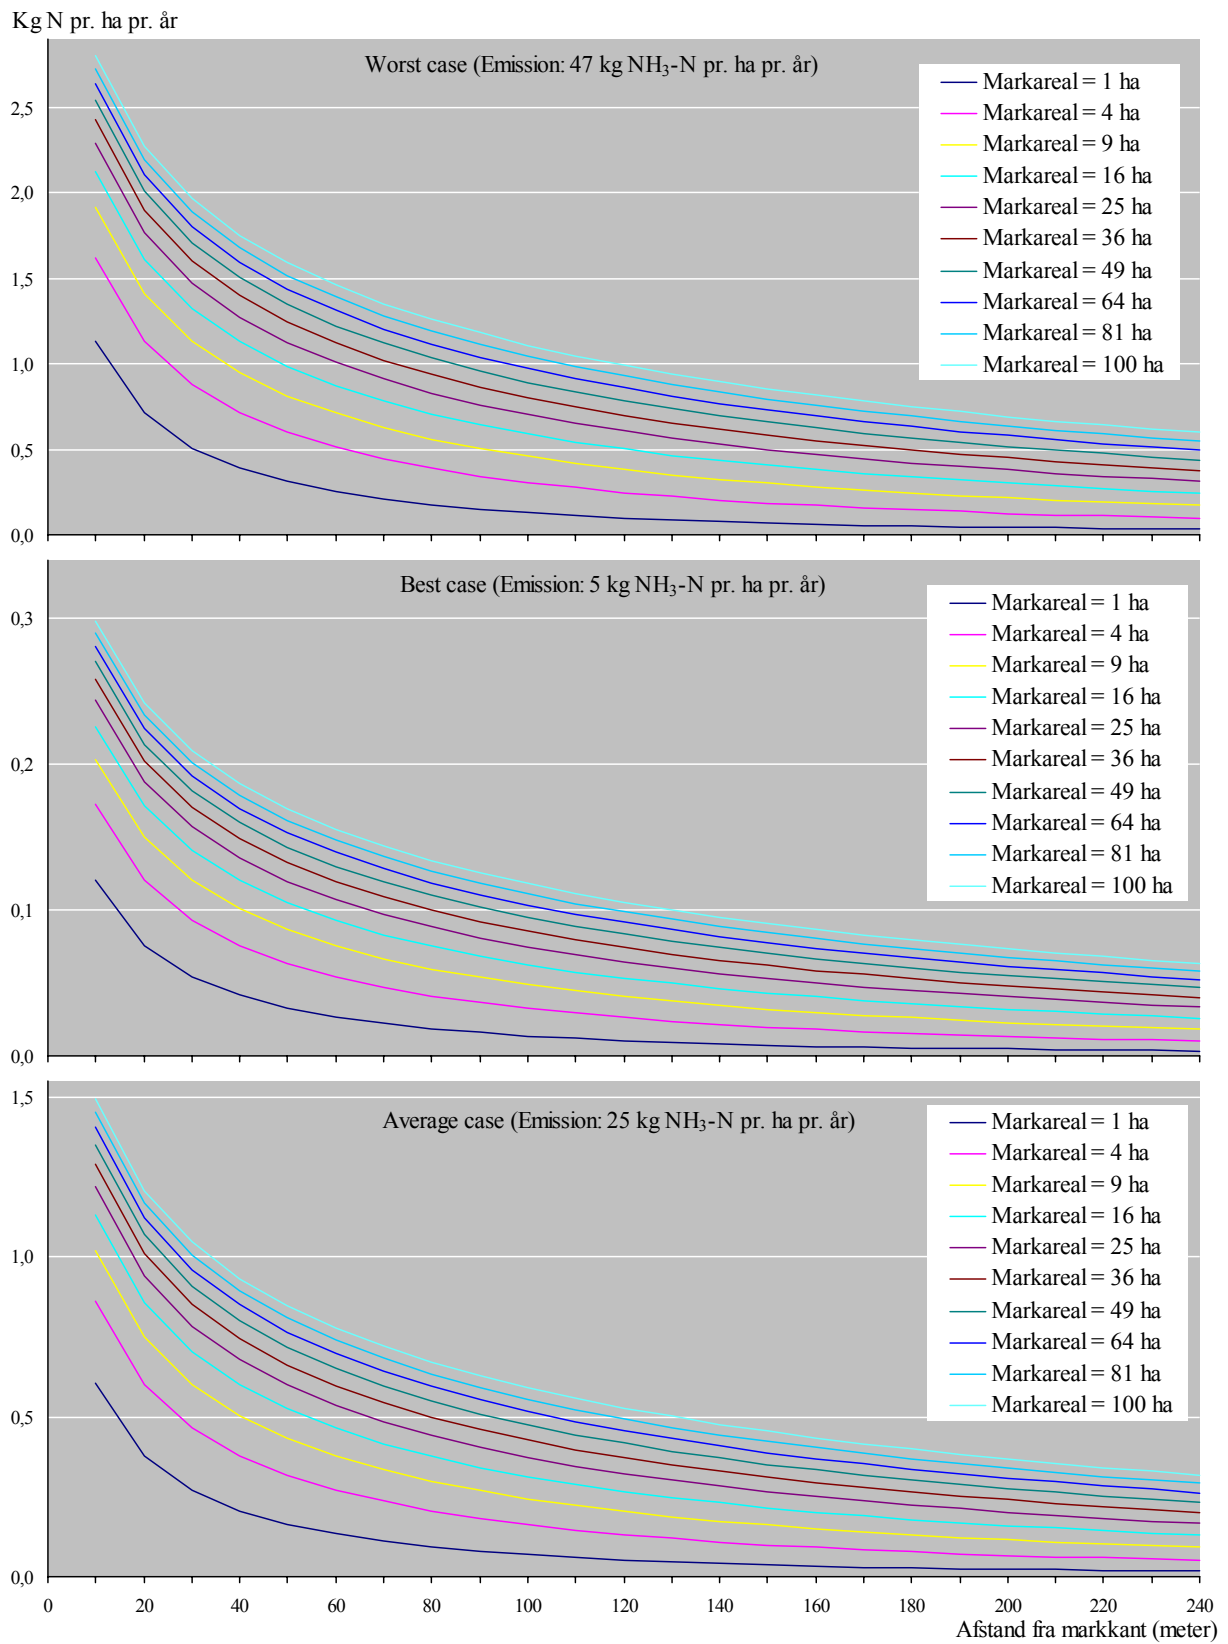 Kg N pr. ha pr. år
Worst case (Emission: 47 kg NH₃-N pr. ha pr. år)
2,5
2,0
1,5
1,0
0,5
0,0
Markareal = 1 ha
Markareal = 4 ha
Markareal = 9 ha
Markareal = 16 ha
Markareal = 25 ha
Markareal = 36 ha
Markareal = 49 ha
Markareal = 64 ha
Markareal = 81 ha
Markareal = 100 ha
Best case (Emission: 5 kg NH₃-N pr. ha pr. år)
0,3
0,2
0,1
0,0
Markareal = 1 ha
Markareal = 4 ha
Markareal = 9 ha
Markareal = 16 ha
Markareal = 25 ha
Markareal = 36 ha
Markareal = 49 ha
Markareal = 64 ha
Markareal = 81 ha
Markareal = 100 ha
Average case (Emission: 25 kg NH₃-N pr. ha pr. år)
1,5
1,0
0,5
0,0
Markareal = 1 ha
Markareal = 4 ha
Markareal = 9 ha
Markareal = 16 ha
Markareal = 25 ha
Markareal = 36 ha
Markareal = 49 ha
Markareal = 64 ha
Markareal = 81 ha
Markareal = 100 ha
0 20 40 60 80 100 120 140 160 180 200 220 240
Afstand fra markkant (meter)